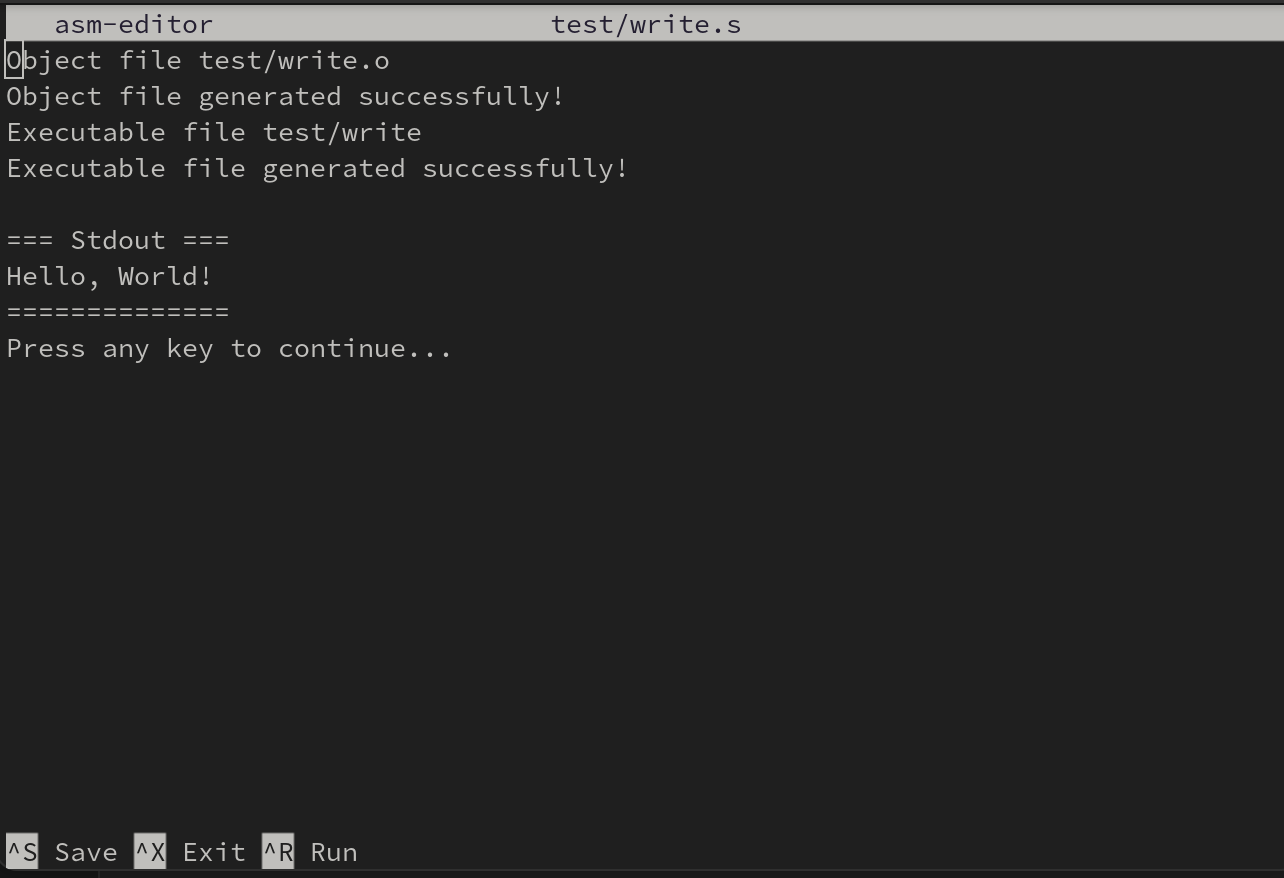 asm-editor test/write.s
Object file test/write.o
Object file generated successfully!
Executable file test/write
Executable file generated successfully!
=== Stdout ===
Hello, World!
==============
Press any key to continue...
^S Save ^X Exit ^R Run